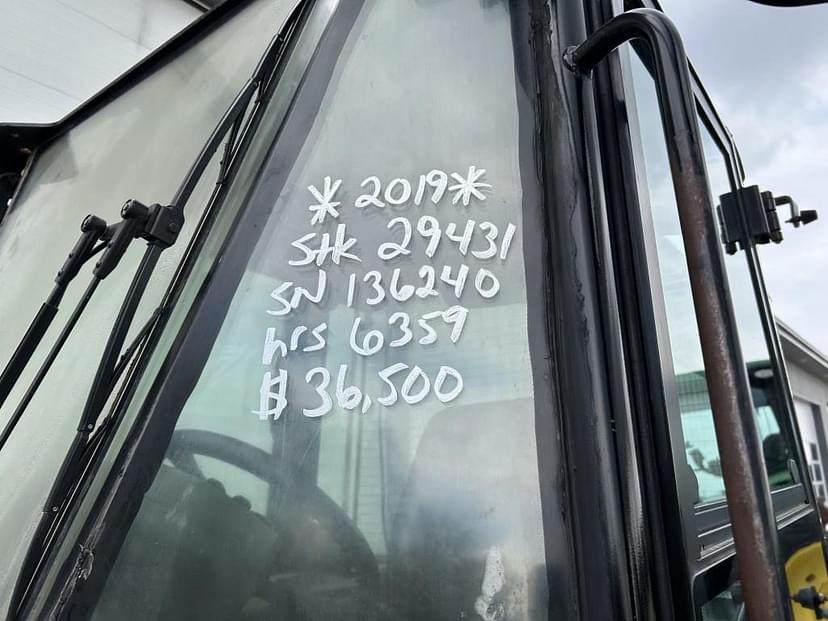 * 2019 *
Stk 29431
SN 136240
hrs 6359
$ 36,500